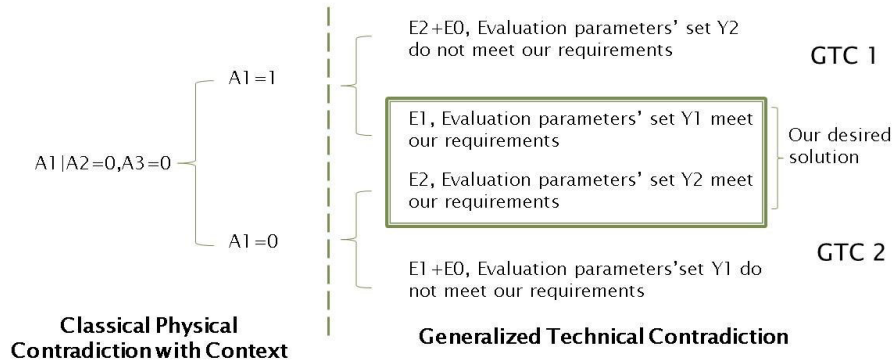 E2+E0, Evaluation parameters' set Y2
do not meet our requirements
GTC 1
A1=1
E1, Evaluation parameters' set Y1 meet
our requirements
Our desired
solution
A1|A2=0,A3=0
E2, Evaluation parameters' set Y2 meet
our requirements
A1=0
GTC 2
E1+E0, Evaluation parameters'set Y1 do
not meet our requirements
Classical Physical
Contradiction with Context
Generalized Technical Contradiction